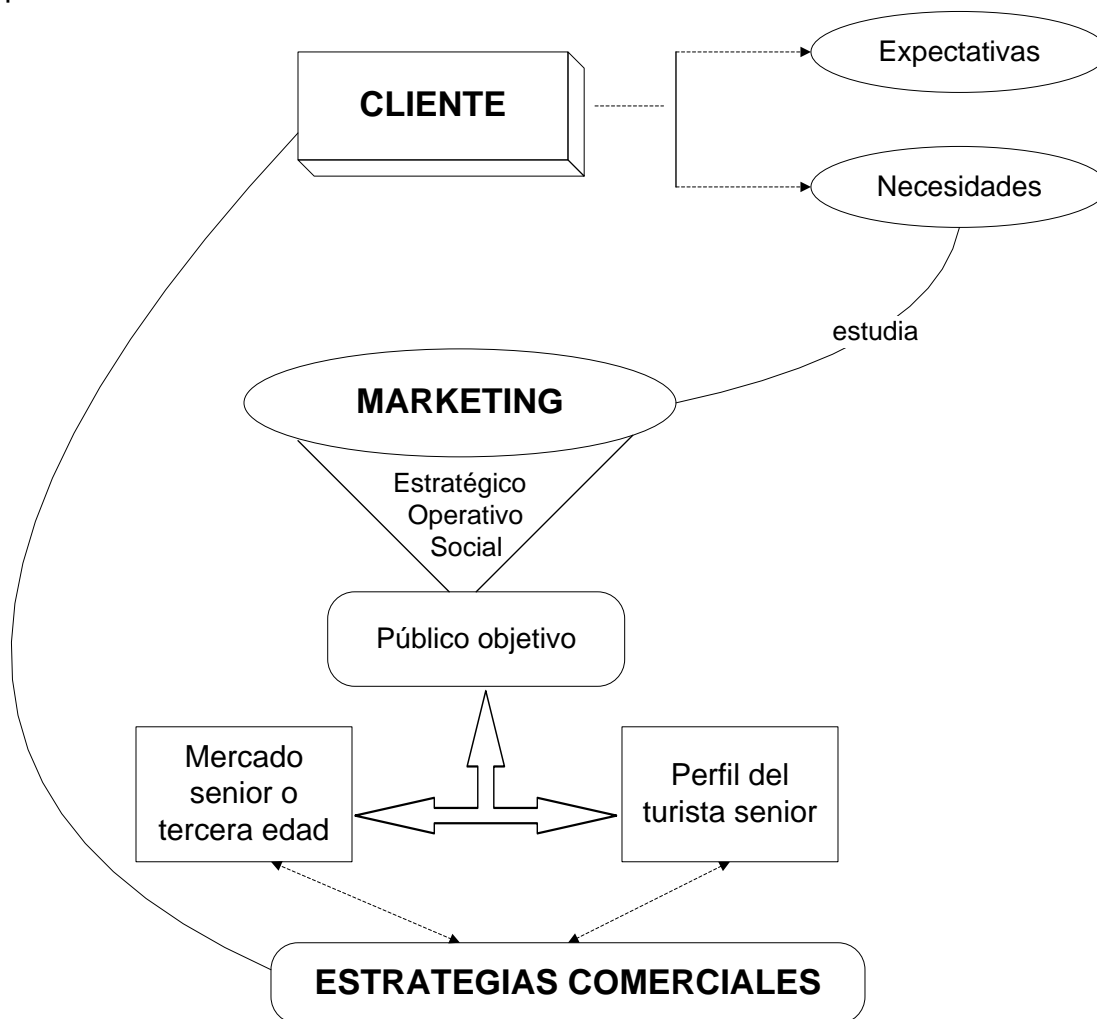 Expectativas
CLIENTE
Necesidades
estudia
MARKETING
Estratégico
Operativo
Social
Público objetivo
Mercado
senior o
tercera edad
Perfil del
turista senior
ESTRATEGIAS COMERCIALES